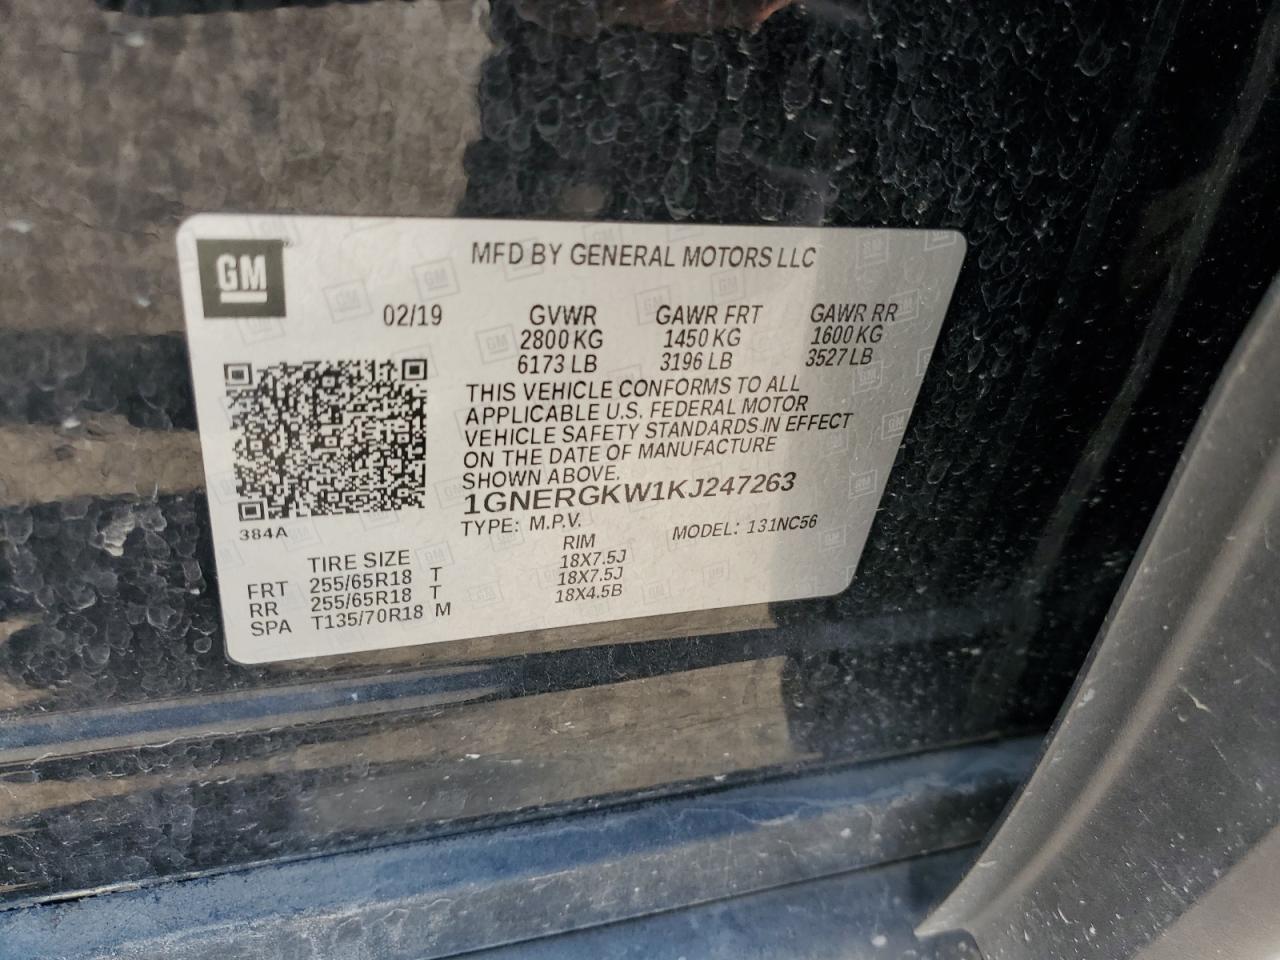 GM
MFD BY GENERAL MOTORS LLC
02/19 GVWR GAWR FRT GAWR RR
2800 KG 1450 KG 1600 KG
6173 LB 3196 LB 3527 LB
THIS VEHICLE CONFORMS TO ALL
APPLICABLE U.S. FEDERAL MOTOR
VEHICLE SAFETY STANDARDS IN EFFECT
ON THE DATE OF MANUFACTURE
SHOWN ABOVE.
1GNERGKW1KJ247263
TYPE: M.P.V. MODEL: 131NC56
384A
TIRE SIZE RIM
FRT 255/65R18 T 18X7.5J
RR 255/65R18 T 18X7.5J
SPA T135/70R18 M 18X4.5B